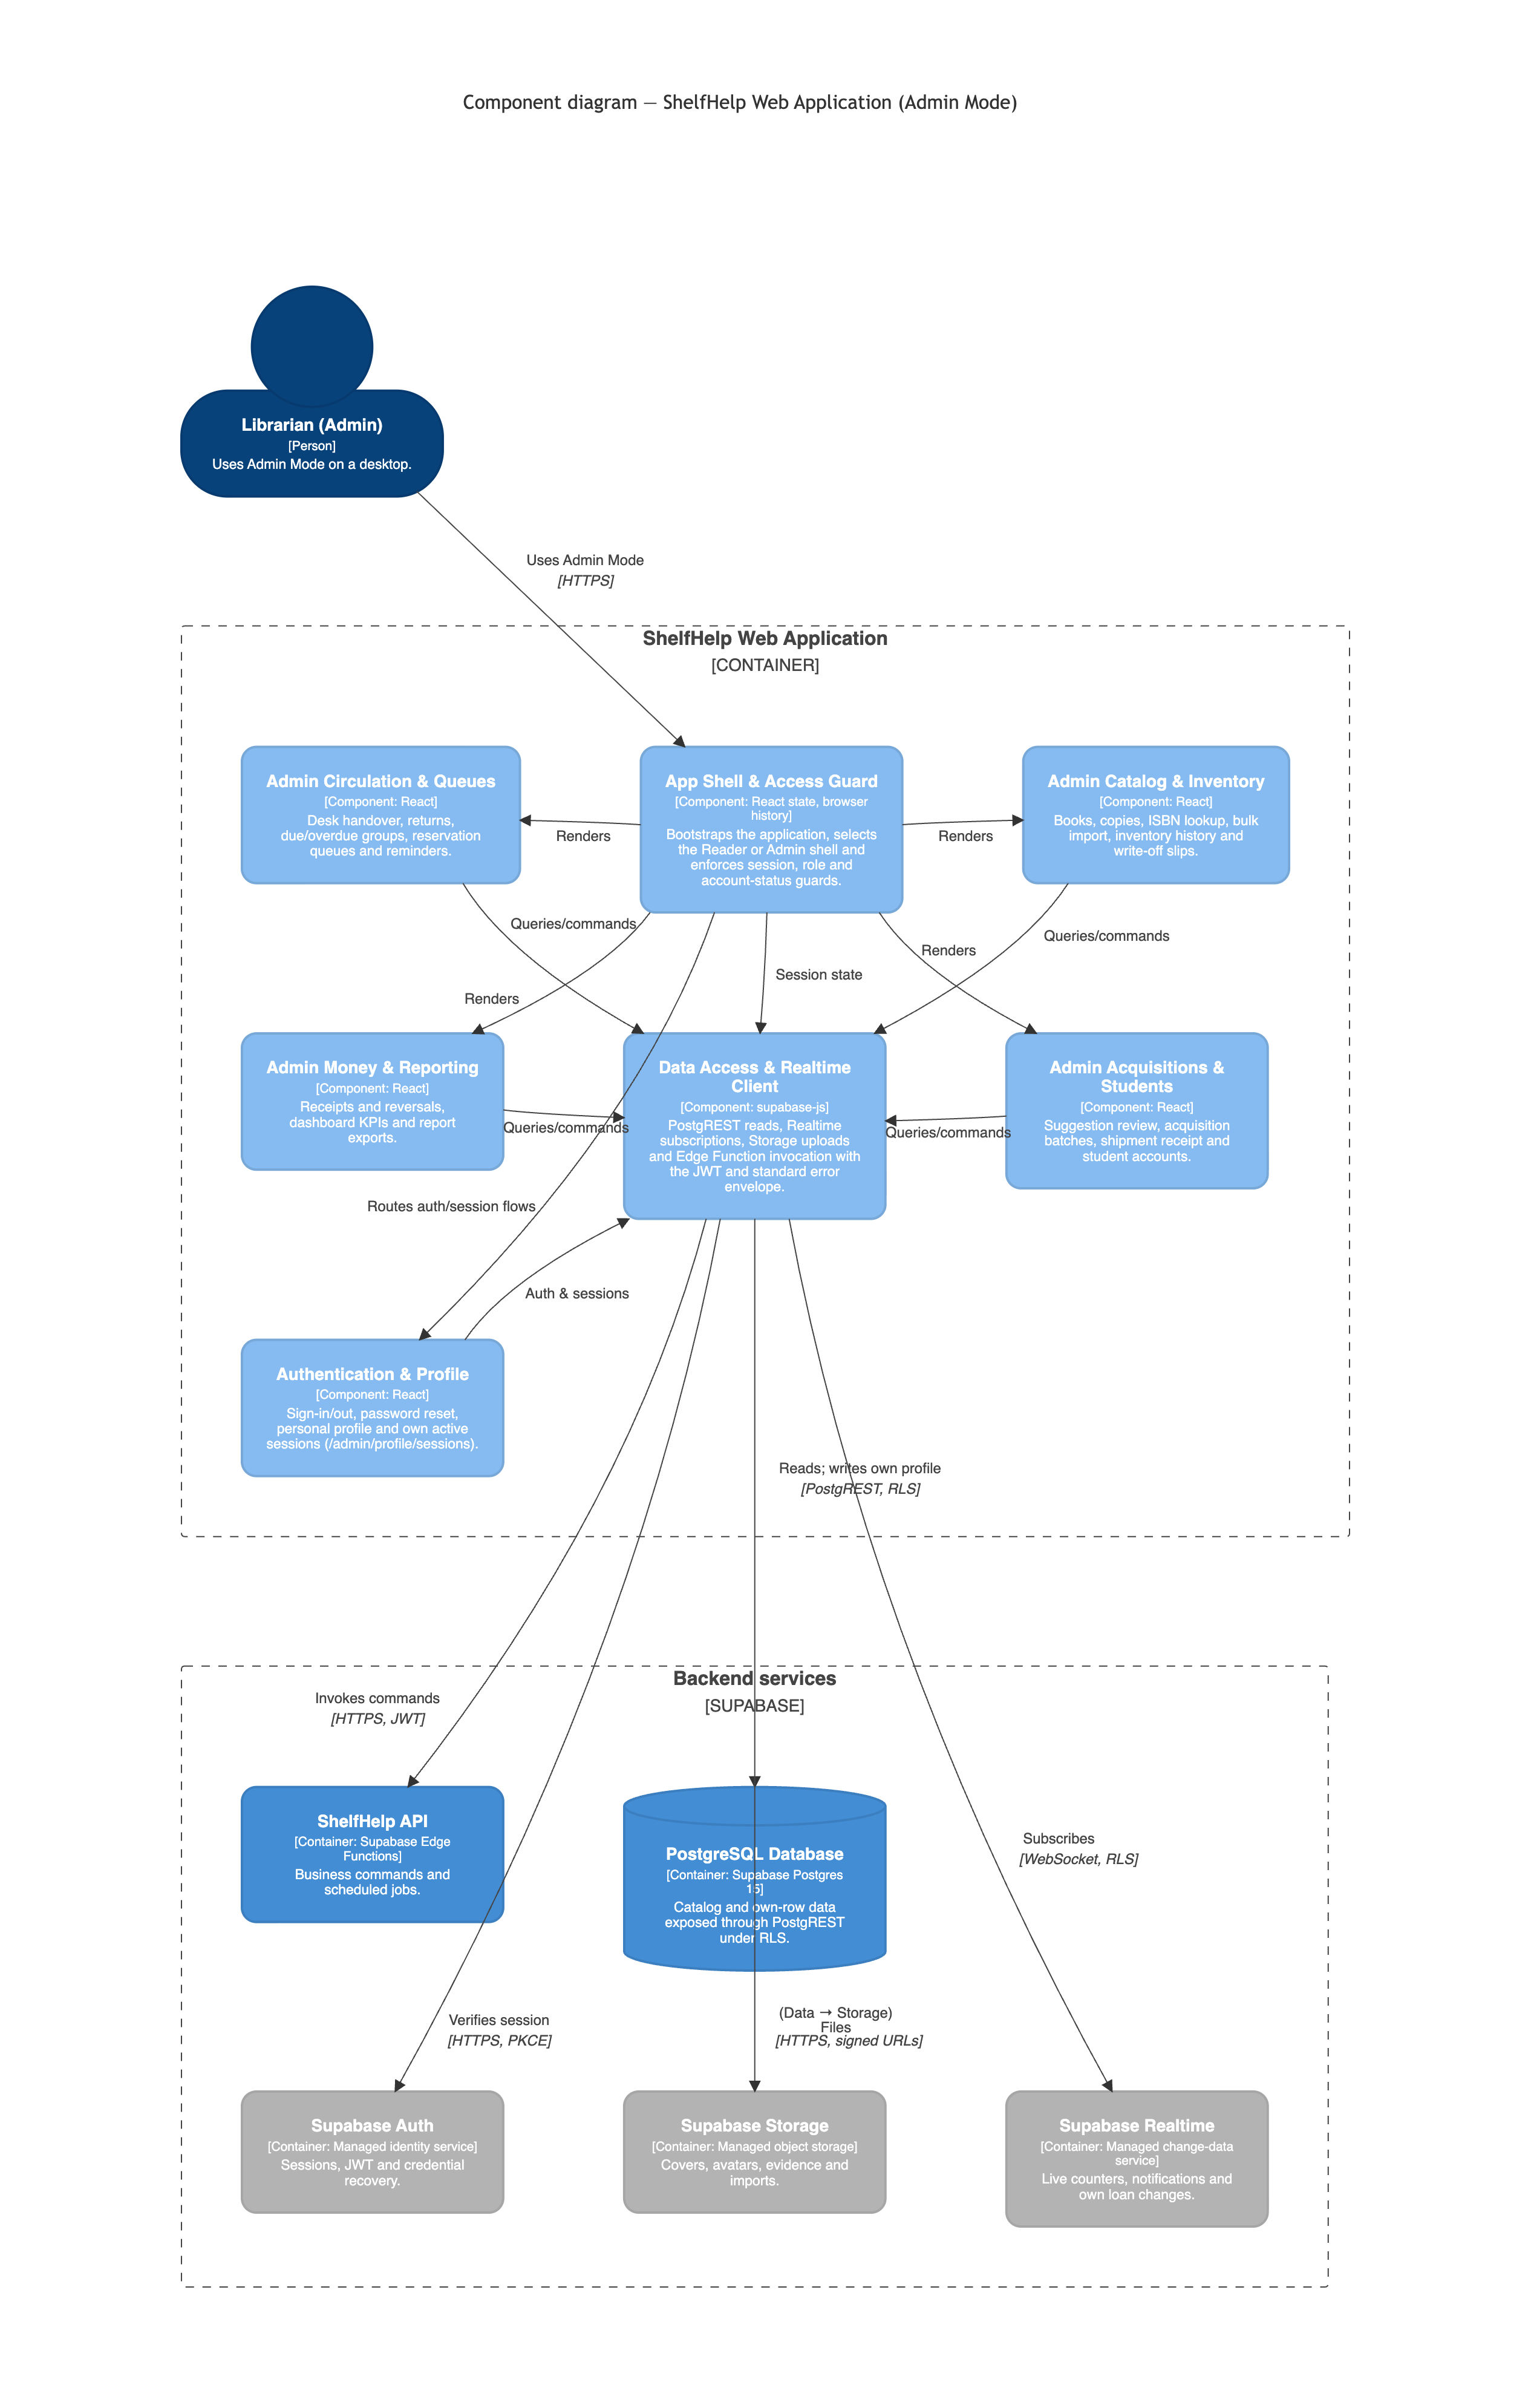 Component diagram — ShelfHelp Web Application (Admin Mode)
Librarian (Admin)
[Person]
Uses Admin Mode on a desktop.
Uses Admin Mode
[HTTPS]
ShelfHelp Web Application
[CONTAINER]
Admin Circulation & Queues
[Component: React]
Desk handover, returns,
due/overdue groups, reservation
queues and reminders.
Renders
App Shell & Access Guard
[Component: React state, browser
history]
Bootstraps the application, selects
the Reader or Admin shell and
enforces session, role and
account-status guards.
Renders
Admin Catalog & Inventory
[Component: React]
Books, copies, ISBN lookup, bulk
import, inventory history and
write-off slips.
Queries/commands
Renders
Session state
Renders
Queries/commands
Admin Money & Reporting
[Component: React]
Receipts and reversals,
dashboard KPIs and report
exports.
Queries/commands
Data Access & Realtime
Client
[Component: supabase-js]
PostgREST reads, Realtime
subscriptions, Storage uploads
and Edge Function invocation with
the JWT and standard error
envelope.
Queries/commands
Admin Acquisitions &
Students
[Component: React]
Suggestion review, acquisition
batches, shipment receipt and
student accounts.
Routes auth/session flows
Auth & sessions
Authentication & Profile
[Component: React]
Sign-in/out, password reset,
personal profile and own active
sessions (/admin/profile/sessions).
Reads; writes own profile
[PostgREST, RLS]
Backend services
[SUPABASE]
Invokes commands
[HTTPS, JWT]
ShelfHelp API
[Container: Supabase Edge
Functions]
Business commands and
scheduled jobs.
PostgreSQL Database
[Container: Supabase Postgres
15]
Catalog and own-row data
exposed through PostgREST
under RLS.
Subscribes
[WebSocket, RLS]
Verifies session
[HTTPS, PKCE]
(Data → Storage)
Files
[HTTPS, signed URLs]
Supabase Auth
[Container: Managed identity service]
Sessions, JWT and credential
recovery.
Supabase Storage
[Container: Managed object storage]
Covers, avatars, evidence and
imports.
Supabase Realtime
[Container: Managed change-data
service]
Live counters, notifications and
own loan changes.